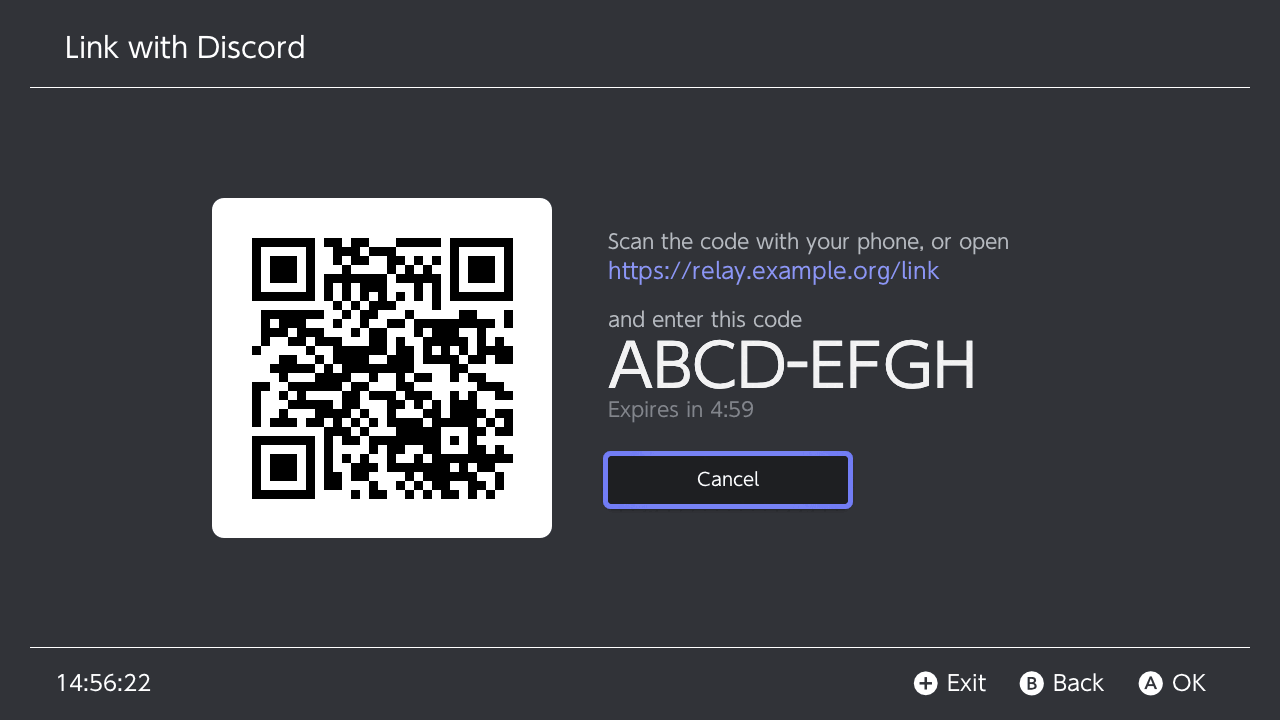 Link with Discord
Scan the code with your phone, or open
https://relay.example.org/link
and enter this code
ABCD-EFGH
Expires in 4:59
Cancel
14:56:22
+ Exit
B Back
A OK